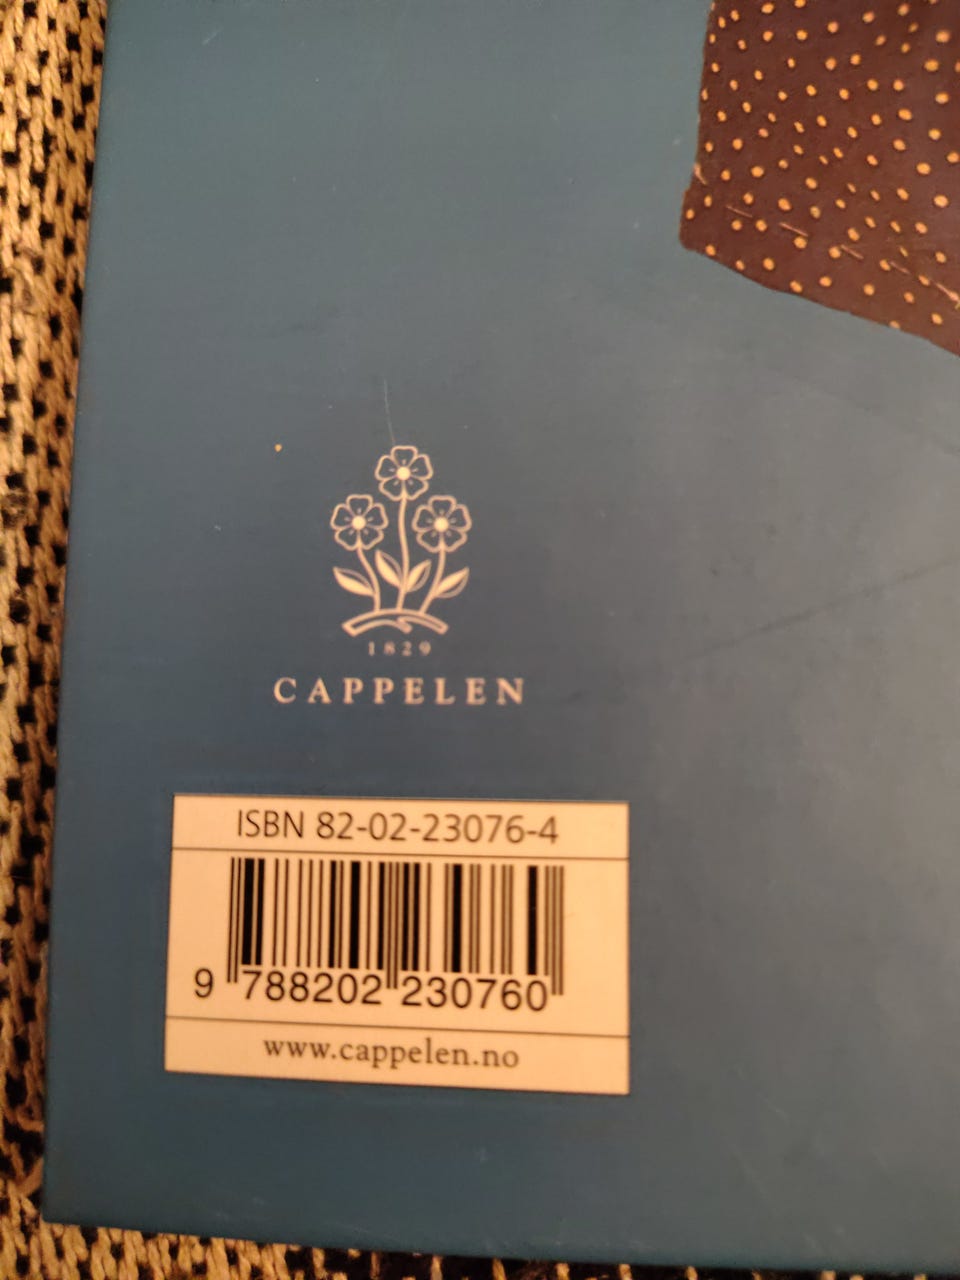 1829
CAPPELEN
ISBN 82-02-23076-4
9 788202 230760
www.cappelen.no